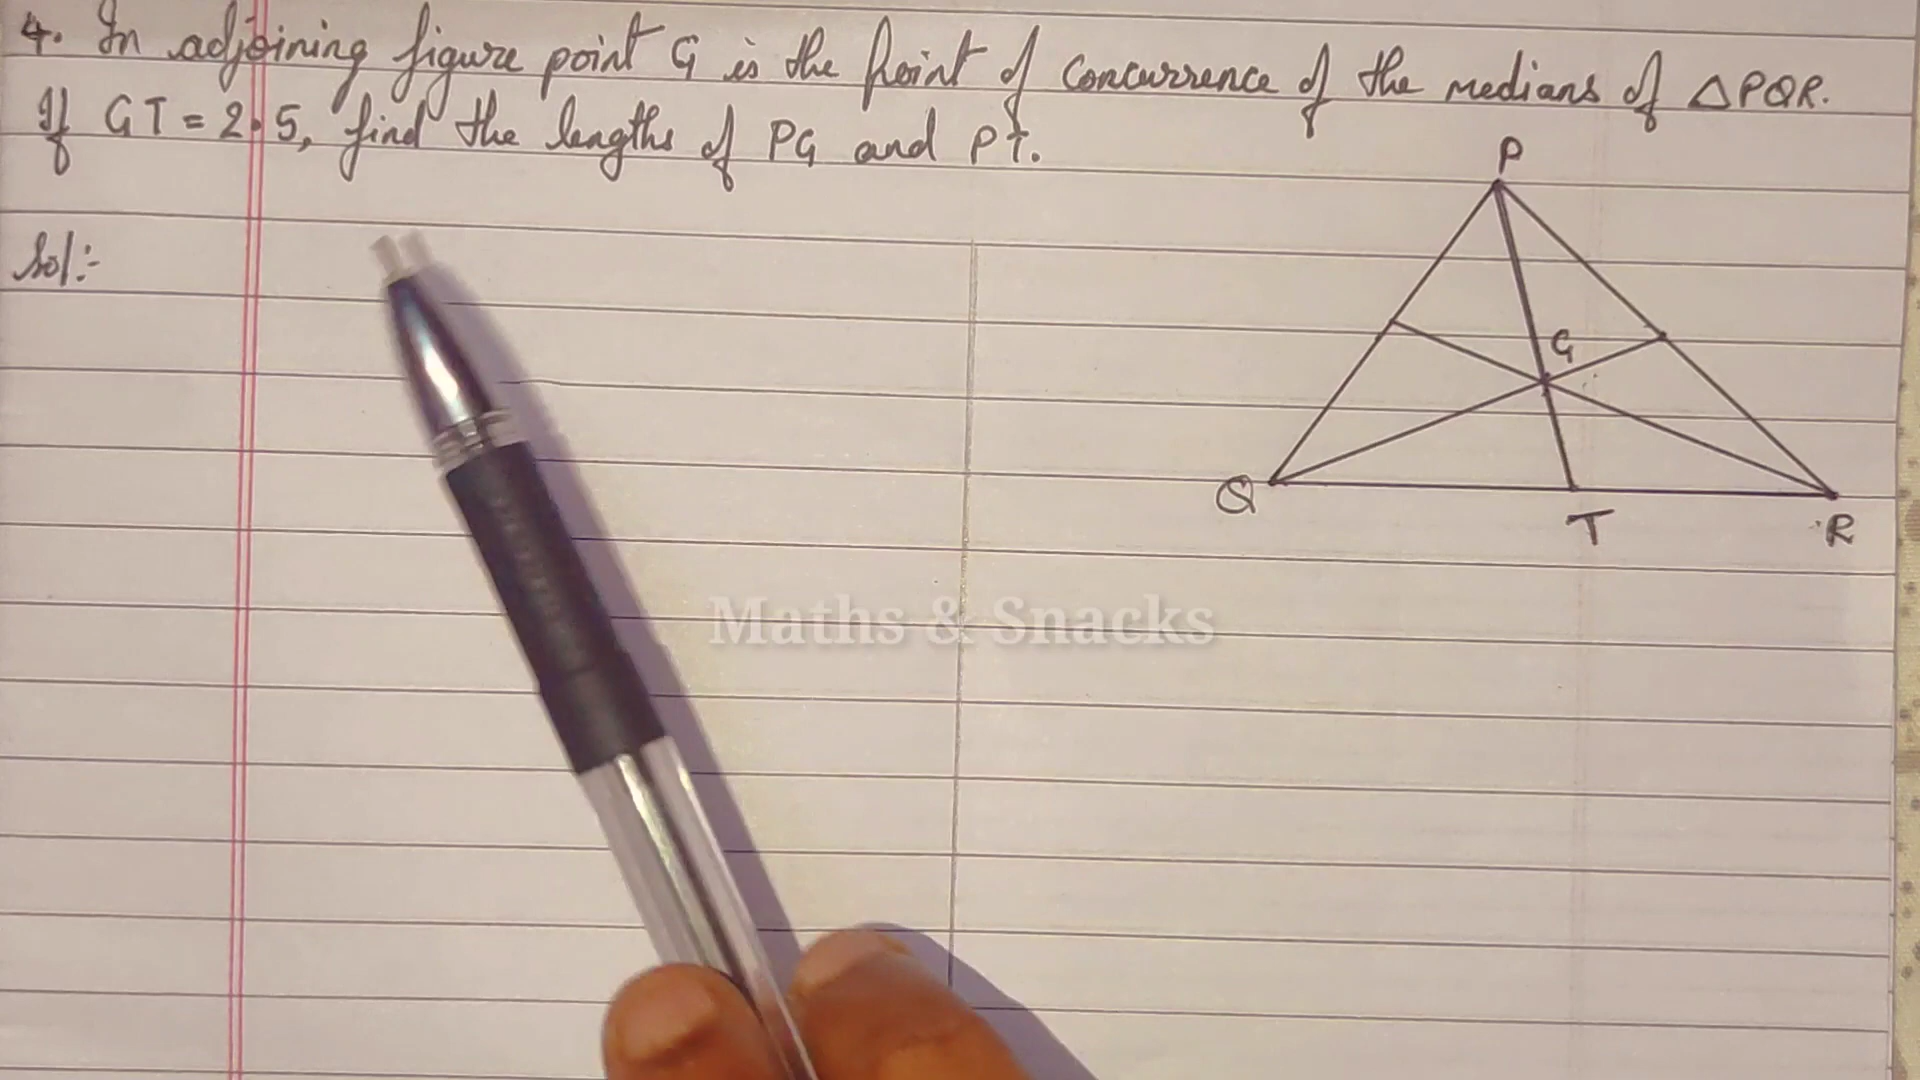 4. In adjoining figure point G is the point of concurrence of the medians of △PQR.
If GT = 2.5, find the lengths of PG and PT.
Sol:-
P
G
Q
T
R
Maths & Snacks